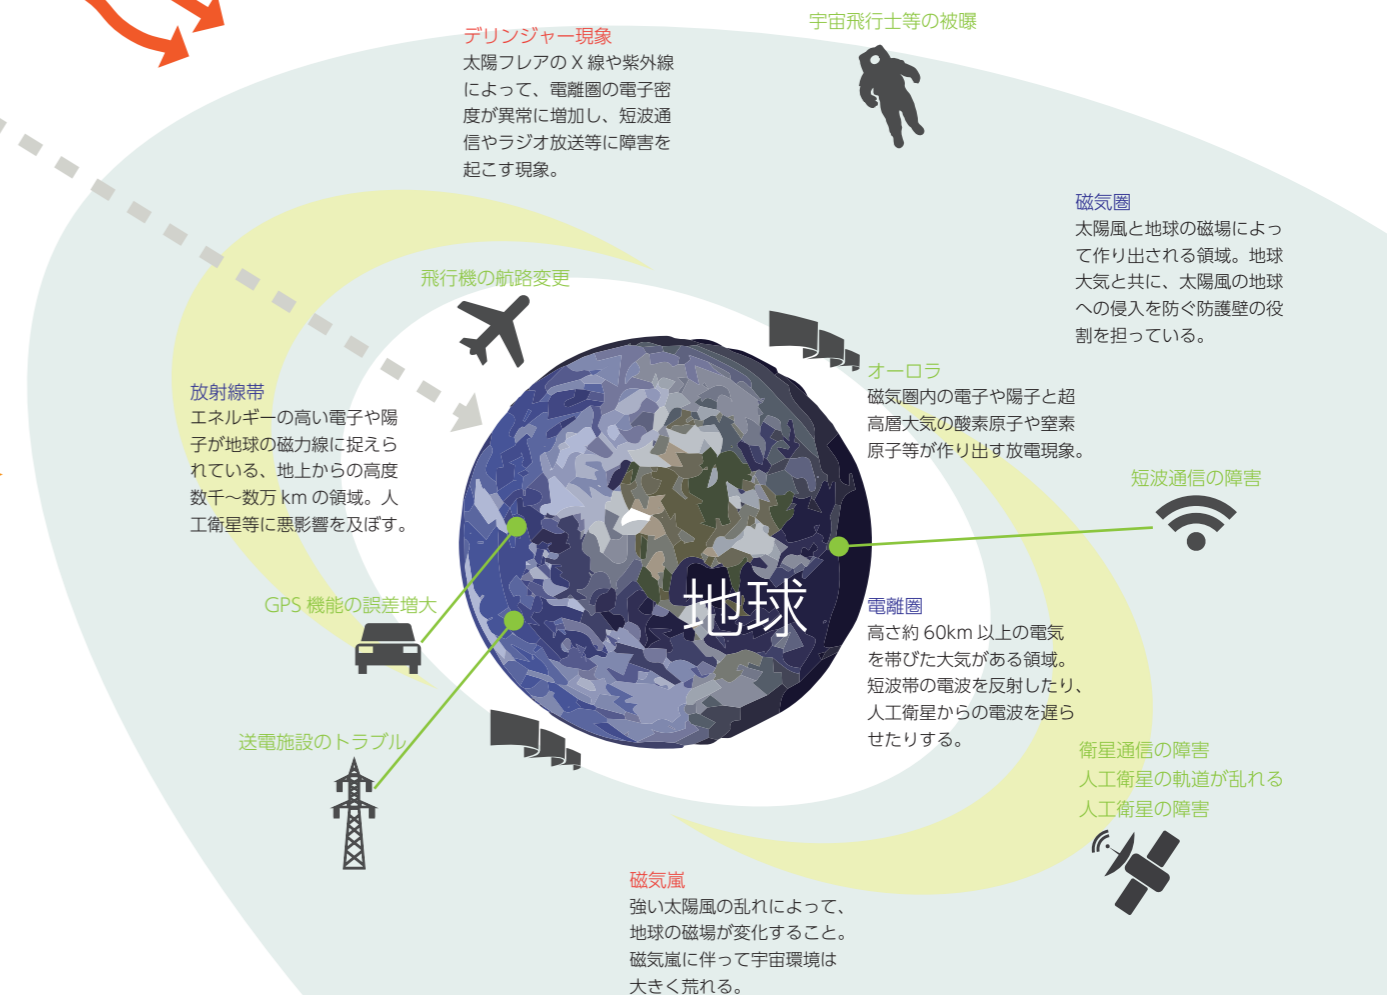 宇宙飛行士等の被曝
デリンジャー現象
太陽フレアの X 線や紫外線
によって、電離圏の電子密
度が異常に増加し、短波通
信やラジオ放送等に障害を
起こす現象。
磁気圏
太陽風と地球の磁場によっ
て作り出される領域。地球
大気と共に、太陽風の地球
への侵入を防ぐ防護壁の役
割を担っている。
飛行機の航路変更
オーロラ
磁気圏内の電子や陽子と超
高層大気の酸素原子や窒素
原子等が作り出す放電現象。
放射線帯
エネルギーの高い電子や陽
子が地球の磁力線に捉えら
れている、地上からの高度
数千〜数万 km の領域。人
工衛星等に悪影響を及ぼす。
短波通信の障害
GPS 機能の誤差増大
地球
電離圏
高さ約 60km 以上の電気
を帯びた大気がある領域。
短波帯の電波を反射したり、
人工衛星からの電波を遅ら
せたりする。
送電施設のトラブル
衛星通信の障害
人工衛星の軌道が乱れる
人工衛星の障害
磁気嵐
強い太陽風の乱れによって、
地球の磁場が変化すること。
磁気嵐に伴って宇宙環境は
大きく荒れる。